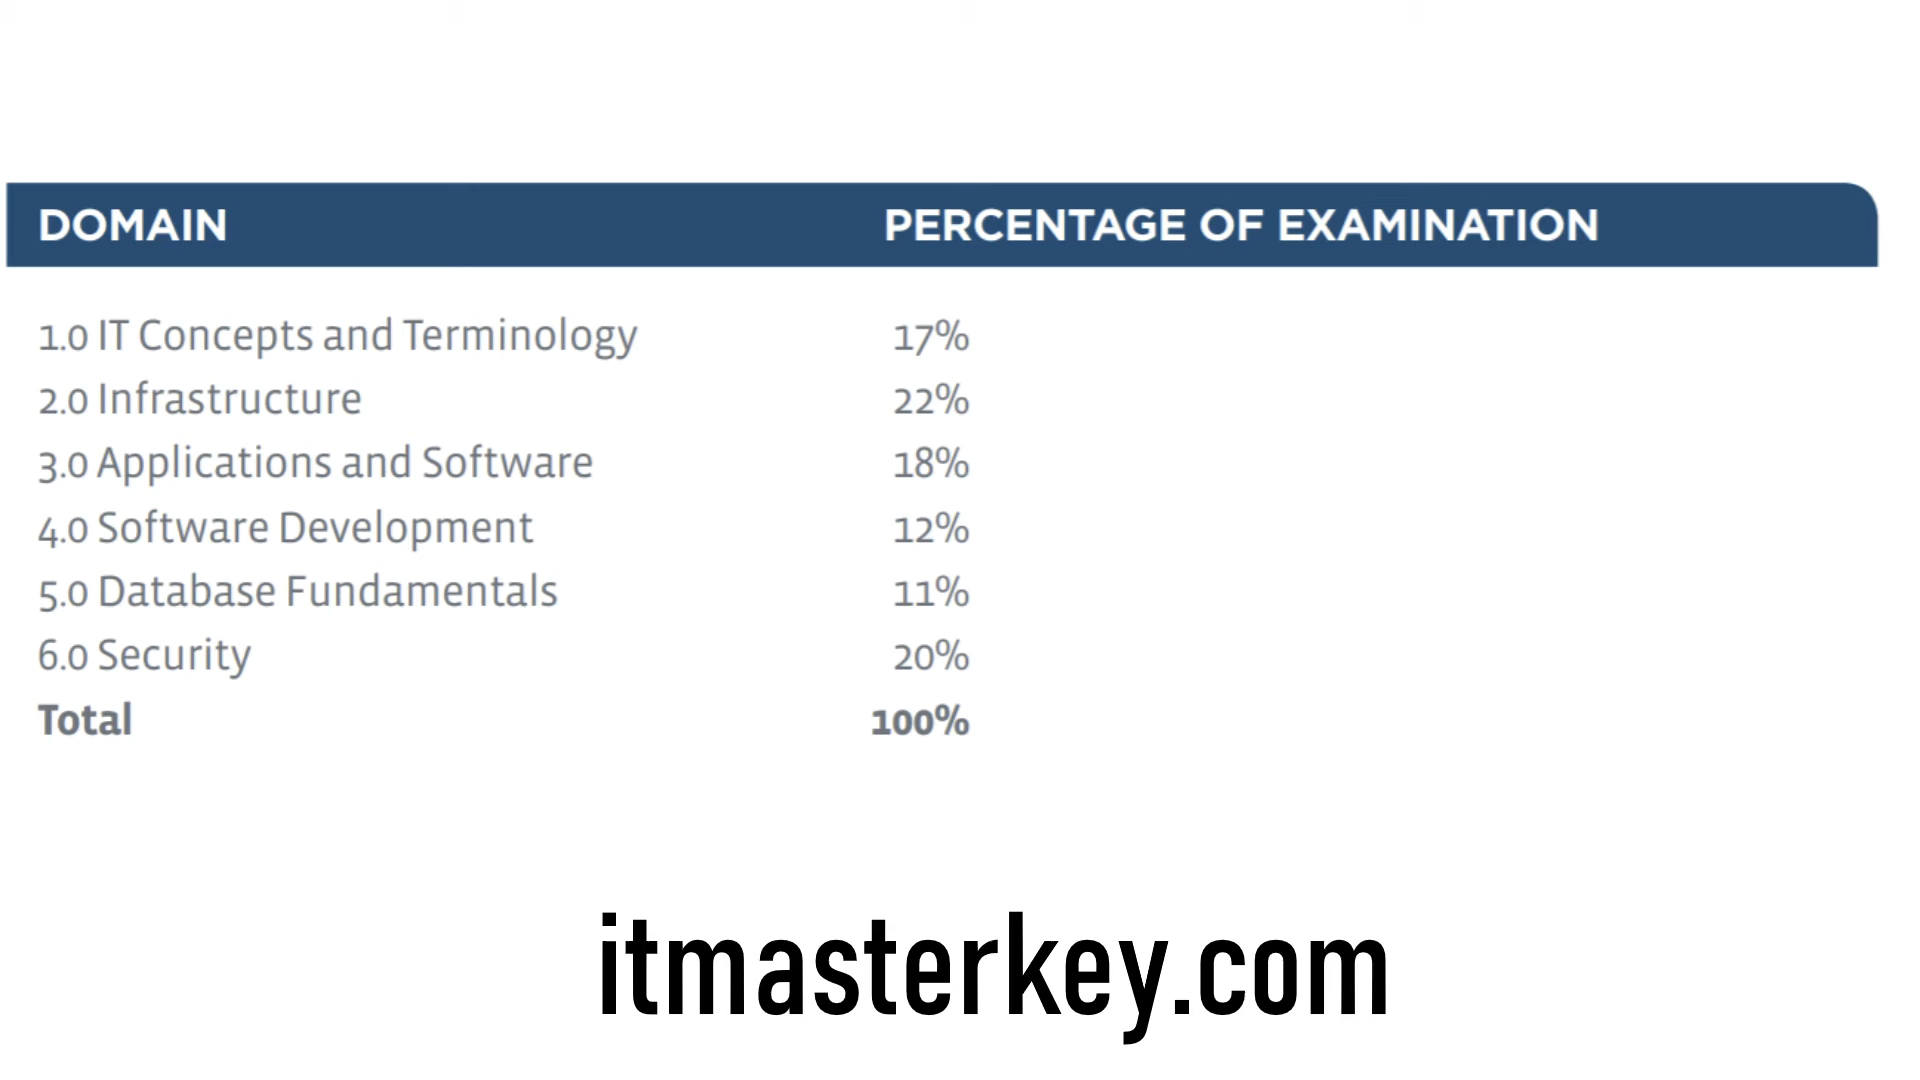 DOMAIN PERCENTAGE OF EXAMINATION
1.0 IT Concepts and Terminology 17%
2.0 Infrastructure 22%
3.0 Applications and Software 18%
4.0 Software Development 12%
5.0 Database Fundamentals 11%
6.0 Security 20%
Total 100%
itmasterkey.com